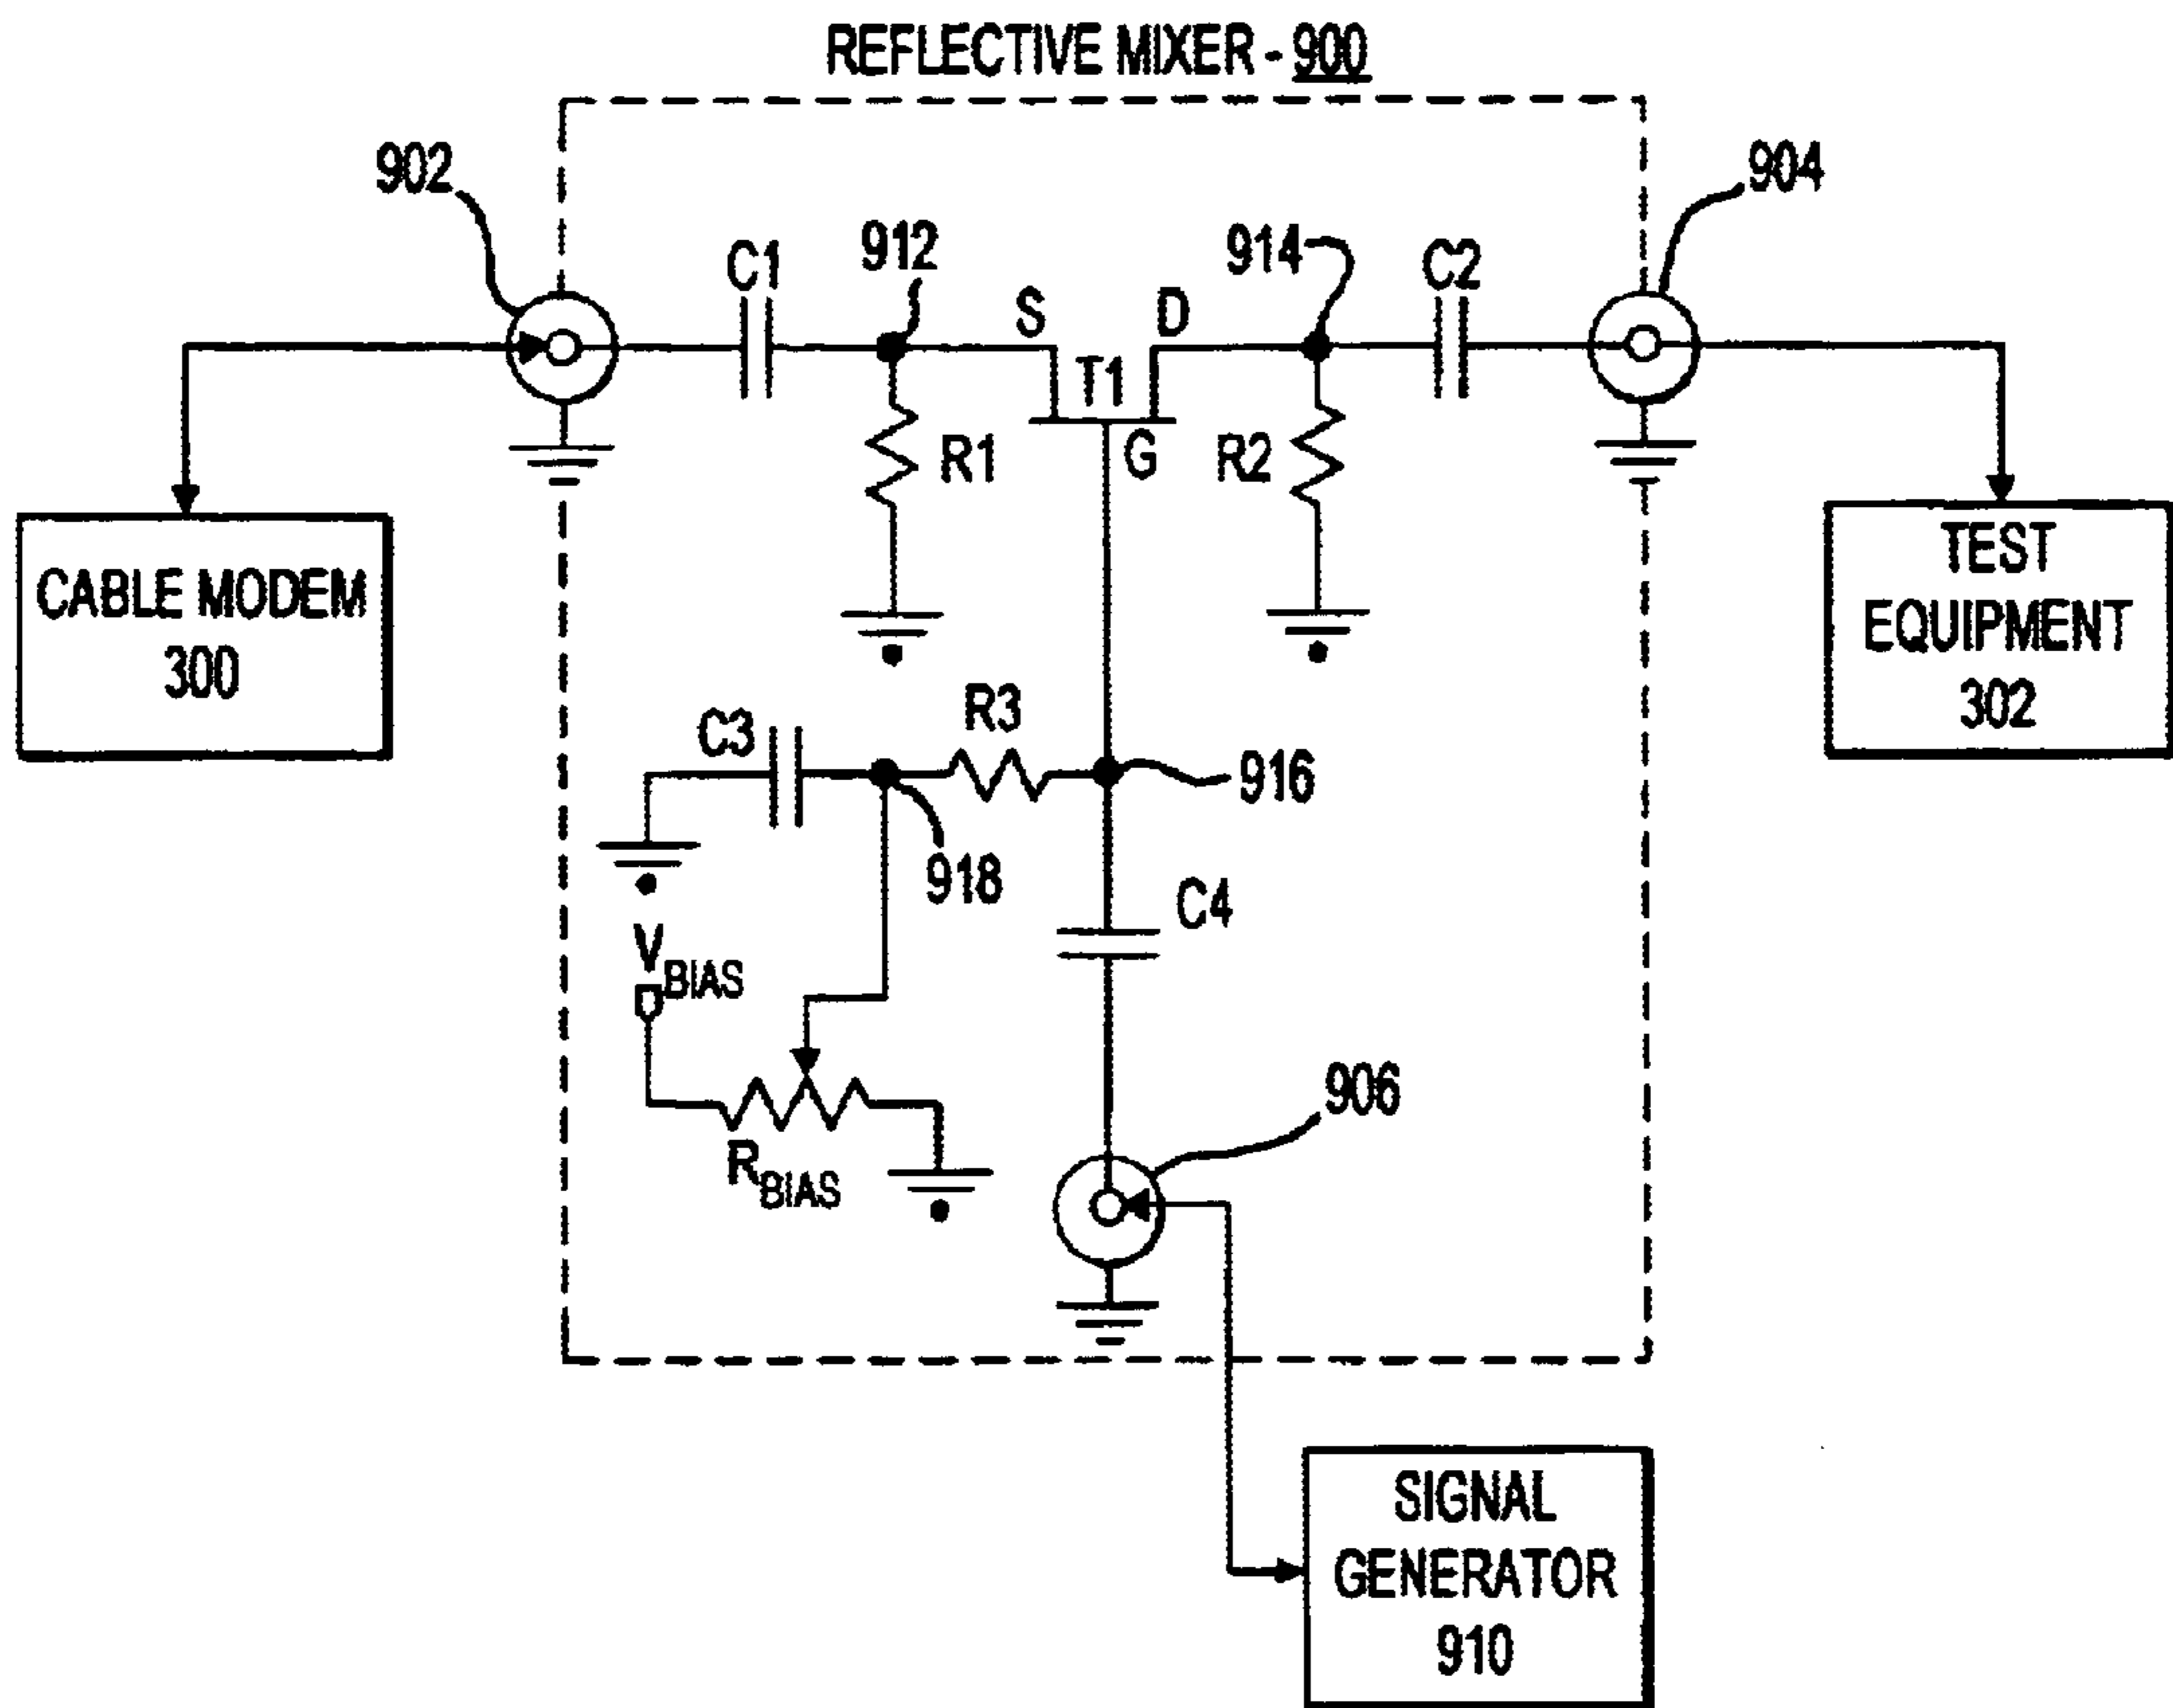 REFLECTIVE MIXER - 900
902
904
C1
912
914
C2
S
D
T1
G
R1
R2
CABLE MODEM
300
TEST
EQUIPMENT
302
C3
R3
916
918
C4
VBIAS
RBIAS
906
SIGNAL
GENERATOR
910